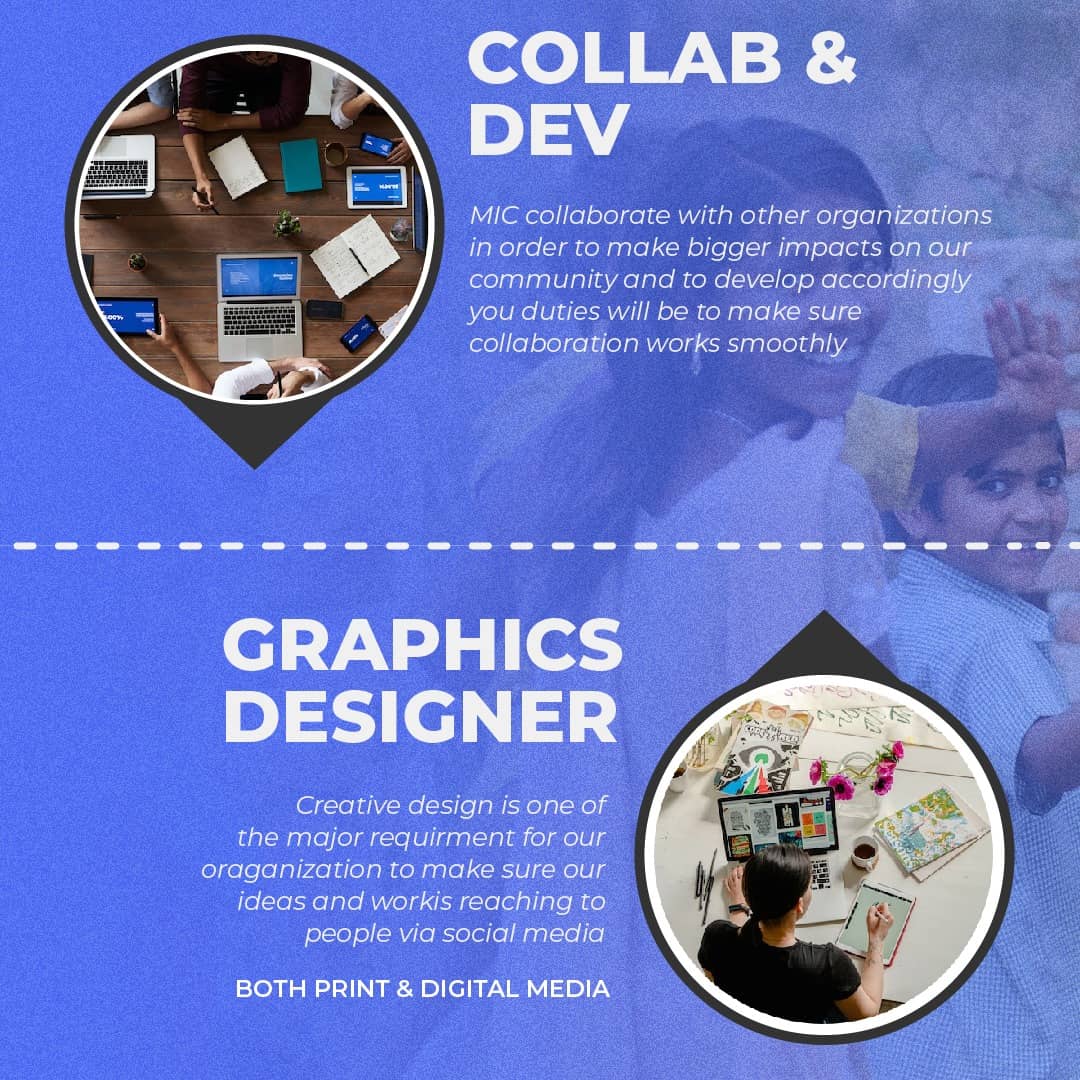 COLLAB &
DEV
MIC collaborate with other organizations
in order to make bigger impacts on our
community and to develop accordingly
you duties will be to make sure
collaboration works smoothly
GRAPHICS
DESIGNER
Creative design is one of
the major requirment for our
oraganization to make sure our
ideas and workis reaching to
people via social media
BOTH PRINT & DIGITAL MEDIA